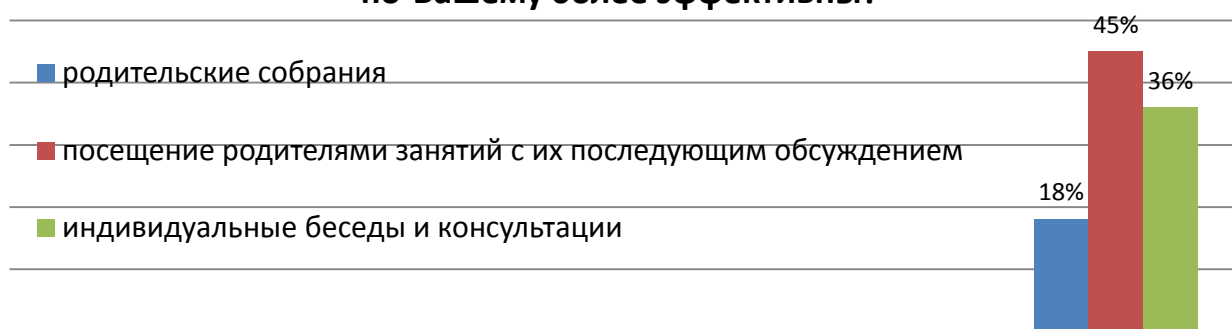 родительские собрания
посещение родителями занятий с их последующим обсуждением
индивидуальные беседы и консультации
45%
36%
18%